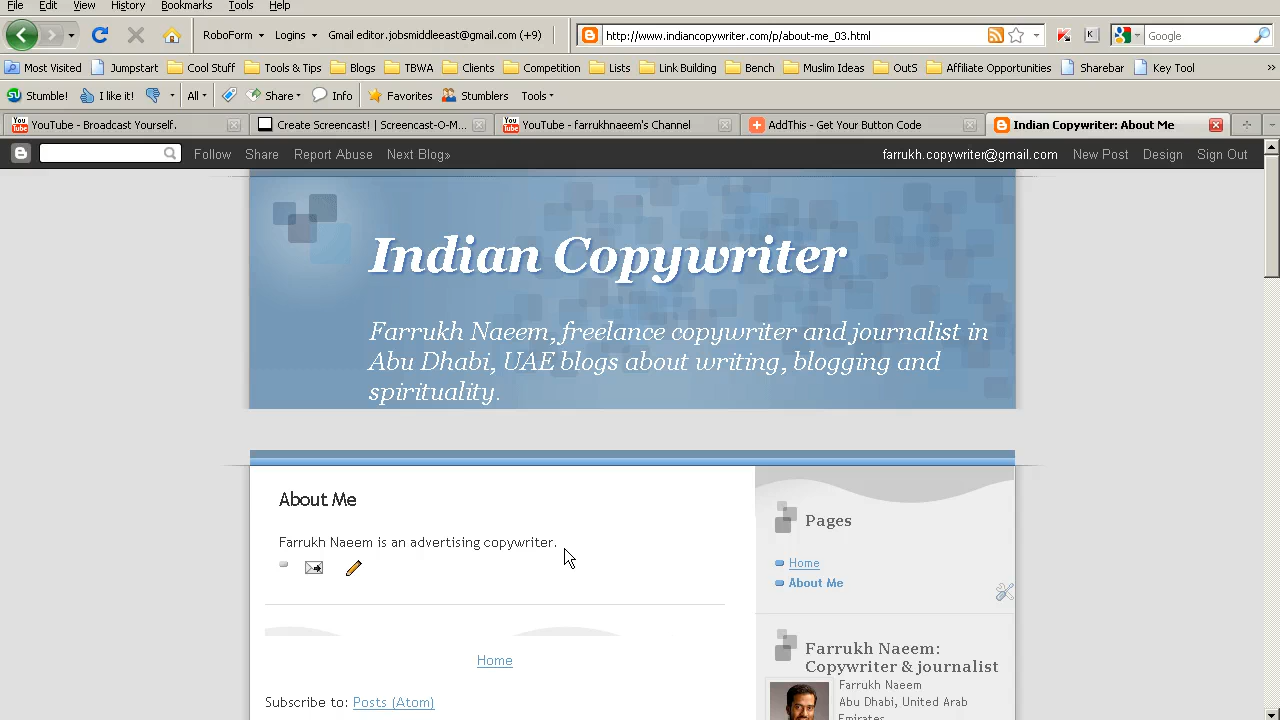 File Edit View History Bookmarks Tools Help
RoboForm Logins Gmail editor.jobsmiddleeast@gmail.com (+9) http://www.indiancopywriter.com/p/about-me_03.html K Google
Most Visited Jumpstart Cool Stuff Tools & Tips Blogs TBWA Clients Competition Lists Link Building Bench Muslim Ideas OutS Affiliate Opportunities Sharebar Key Tool »
Stumble! I like it! All Share Info Favorites Stumblers Tools
YouTube - Broadcast Yourself. Create Screencast! | Screencast-O-M... YouTube - farrukhnaeem's Channel AddThis - Get Your Button Code Indian Copywriter: About Me
Follow Share Report Abuse Next Blog» farrukh.copywriter@gmail.com New Post Design Sign Out
Indian Copywriter
Farrukh Naeem, freelance copywriter and journalist in
Abu Dhabi, UAE blogs about writing, blogging and
spirituality.
About Me
Farrukh Naeem is an advertising copywriter.
Home
Subscribe to: Posts (Atom)
Pages
Home
About Me
Farrukh Naeem:
Copywriter & journalist
Farrukh Naeem
Abu Dhabi, United Arab
Emirates